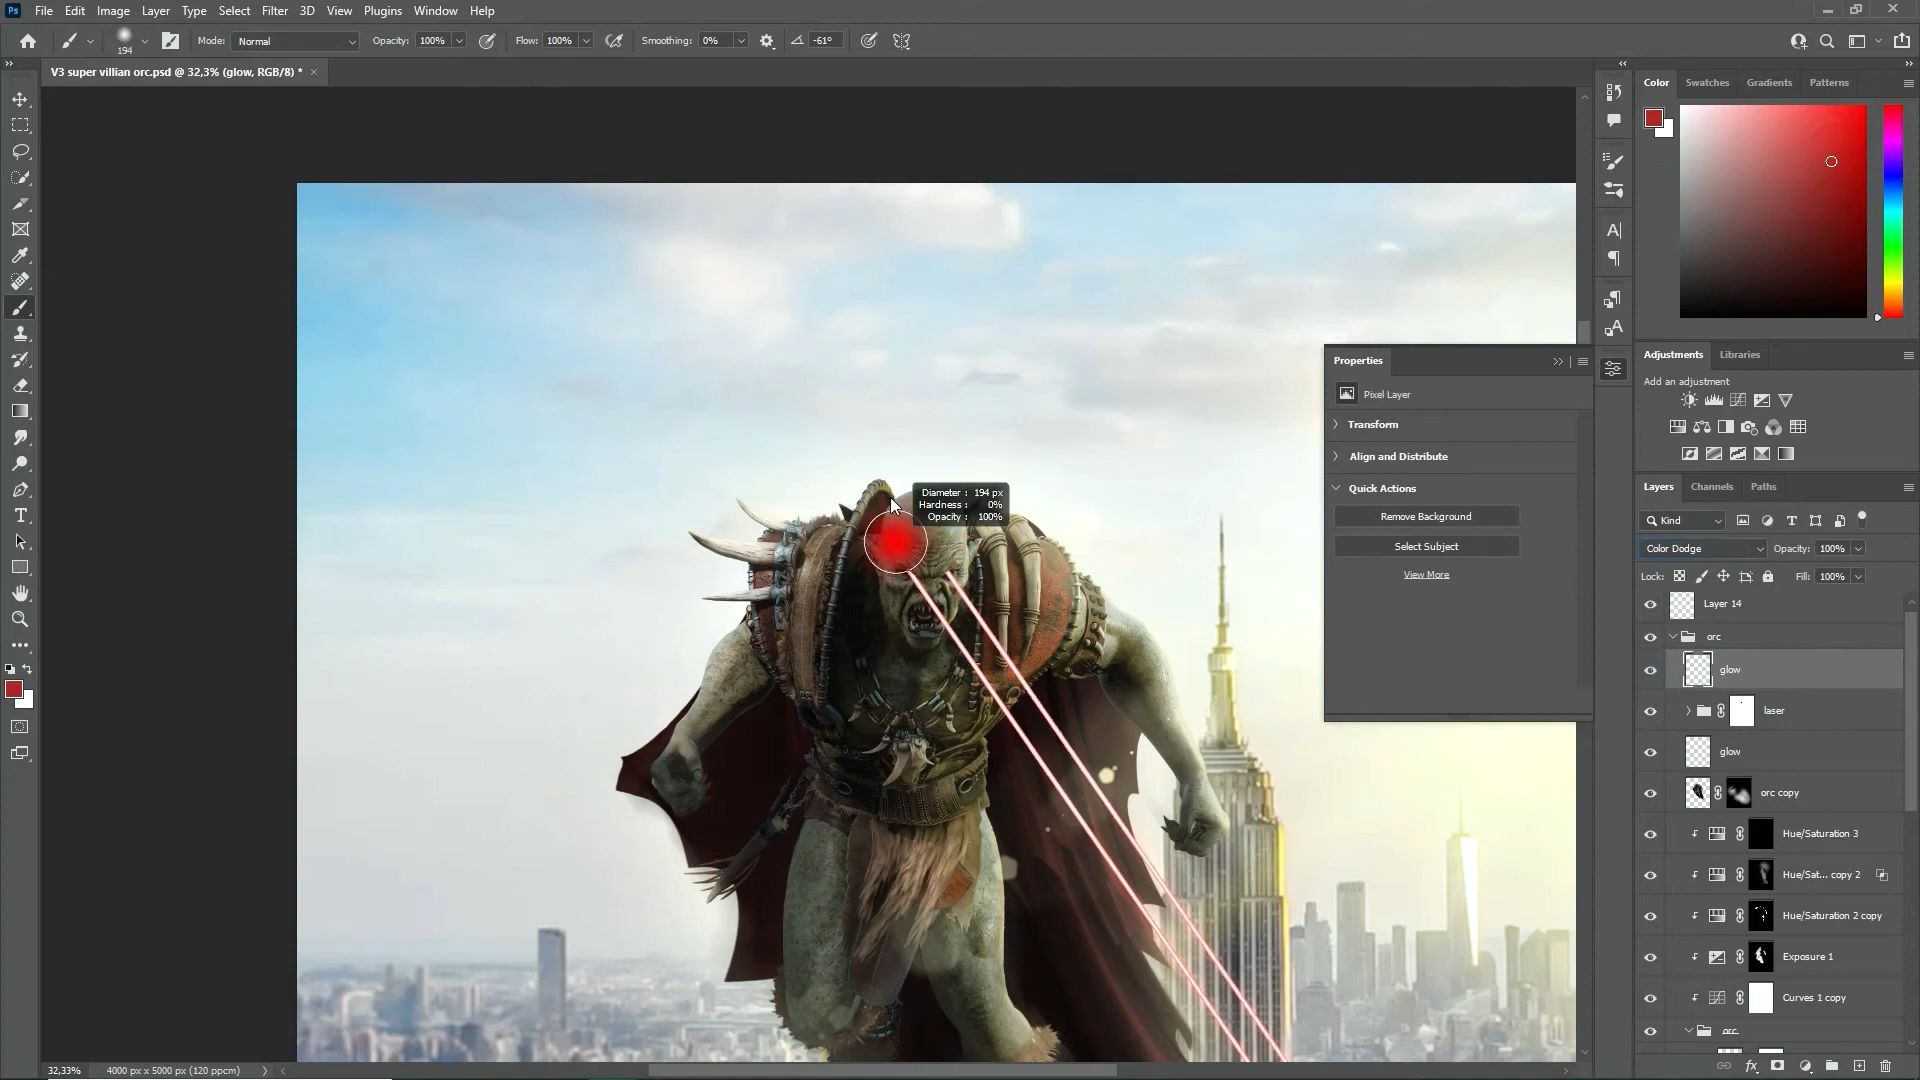 Ps File Edit Image Layer Type Select Filter 3D View Plugins Window Help
194 Mode: Normal Opacity: 100% Flow: 100% Smoothing: 0% -61°
V3 super villian orc.psd @ 32,3% (glow, RGB/8) * ×
Color Swatches Gradients Patterns
Adjustments Libraries
Add an adjustment
Properties
Pixel Layer
Transform
Align and Distribute
Quick Actions
Remove Background
Select Subject
View More
Diameter : 194 px
Hardness : 0%
Opacity : 100%
Layers Channels Paths
Kind
Color Dodge Opacity: 100%
Lock: Fill: 100%
Layer 14
orc
glow
laser
glow
orc copy
Hue/Saturation 3
Hue/Sat... copy 2
Hue/Saturation 2 copy
Exposure 1
Curves 1 copy
orc
32,33% 4000 px x 5000 px (120 ppcm)